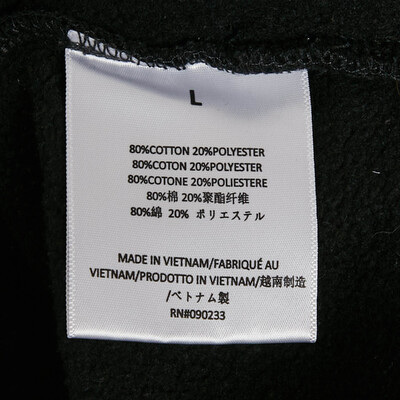 L
80%COTTON 20%POLYESTER
80%COTON 20%POLYESTER
80%COTONE 20%POLIESTERE
80%棉 20%聚酯纤维
80%綿 20% ポリエステル
MADE IN VIETNAM/FABRIQUÉ AU
VIETNAM/PRODOTTO IN VIETNAM/越南制造
/ベトナム製
RN#090233